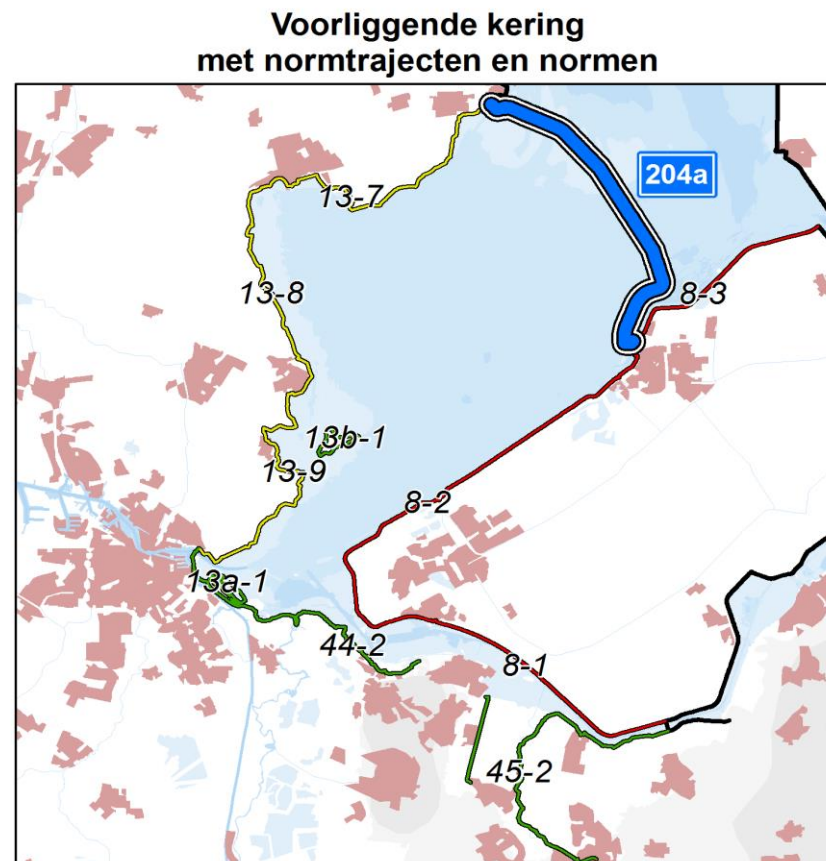 Voorliggende kering
met normtrajecten en normen
204a
13-7
13-8
8-3
13b-1
13-9
8-2
13a-1
44-2
8-1
45-2